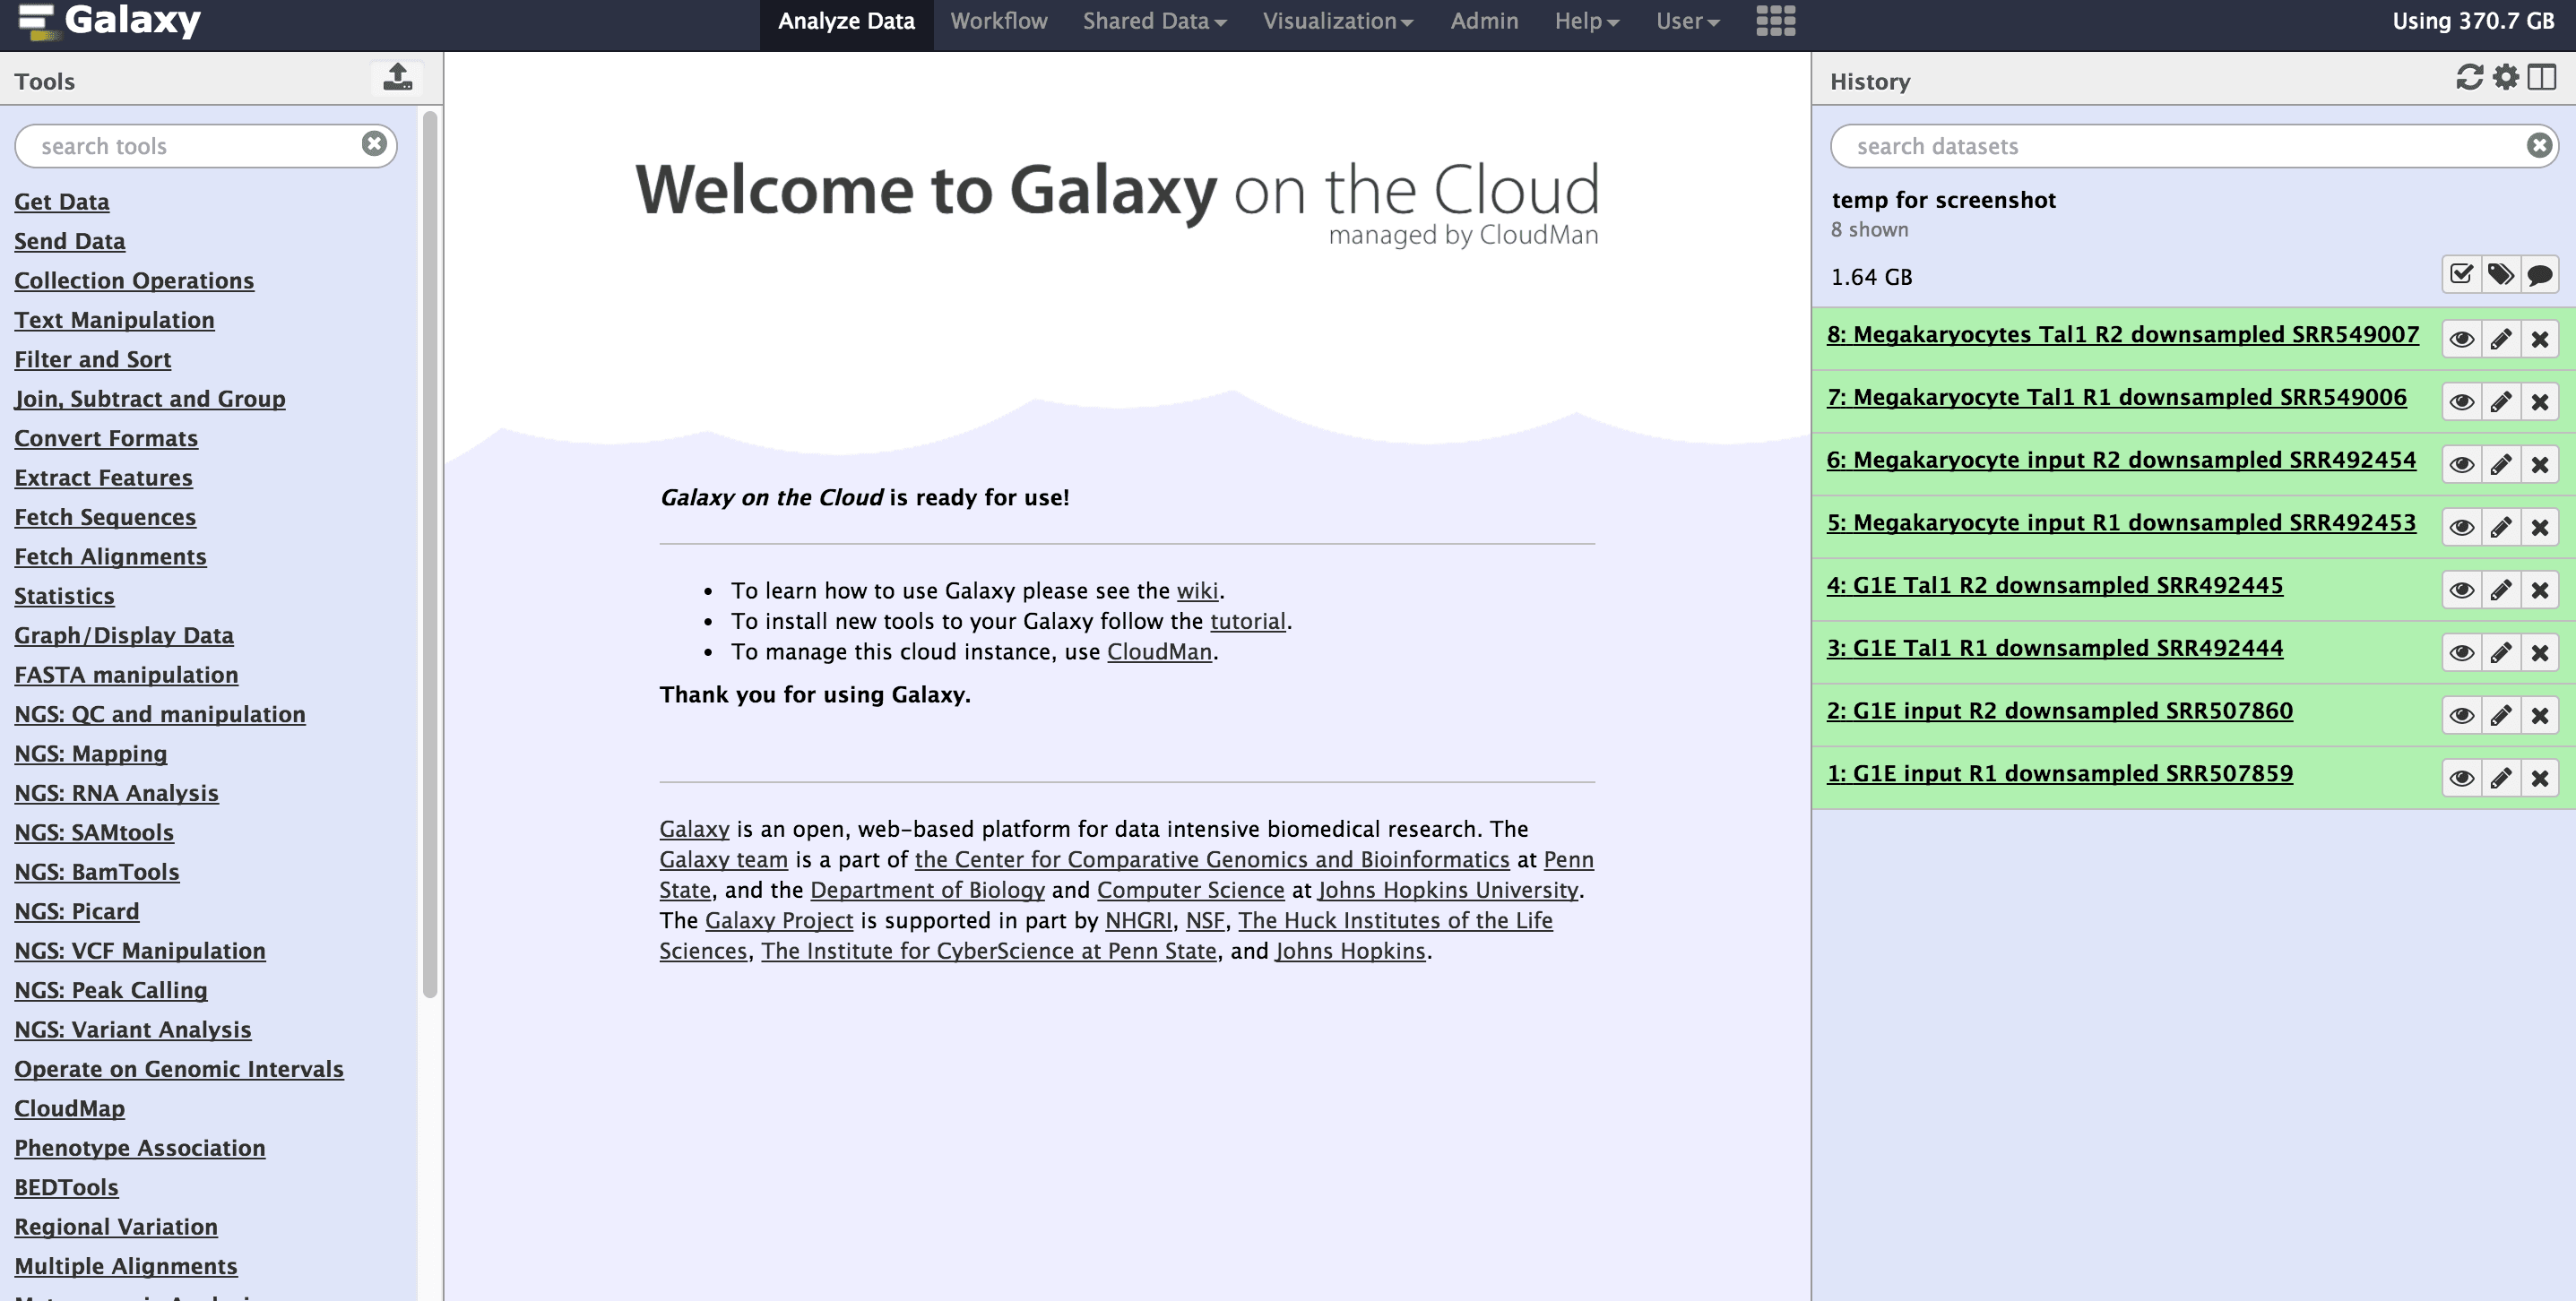 Galaxy
Analyze Data
Workflow
Shared Data
Visualization
Admin
Help
User
Using 370.7 GB
Tools
search tools
Get Data
Send Data
Collection Operations
Text Manipulation
Filter and Sort
Join, Subtract and Group
Convert Formats
Extract Features
Fetch Sequences
Fetch Alignments
Statistics
Graph/Display Data
FASTA manipulation
NGS: QC and manipulation
NGS: Mapping
NGS: RNA Analysis
NGS: SAMtools
NGS: BamTools
NGS: Picard
NGS: VCF Manipulation
NGS: Peak Calling
NGS: Variant Analysis
Operate on Genomic Intervals
CloudMap
Phenotype Association
BEDTools
Regional Variation
Multiple Alignments
Welcome to Galaxy on the Cloud
managed by CloudMan
Galaxy on the Cloud is ready for use!
• To learn how to use Galaxy please see the wiki.
• To install new tools to your Galaxy follow the tutorial.
• To manage this cloud instance, use CloudMan.
Thank you for using Galaxy.
Galaxy is an open, web-based platform for data intensive biomedical research. The
Galaxy team is a part of the Center for Comparative Genomics and Bioinformatics at Penn
State, and the Department of Biology and Computer Science at Johns Hopkins University.
The Galaxy Project is supported in part by NHGRI, NSF, The Huck Institutes of the Life
Sciences, The Institute for CyberScience at Penn State, and Johns Hopkins.
History
search datasets
temp for screenshot
8 shown
1.64 GB
8: Megakaryocytes Tal1 R2 downsampled SRR549007
7: Megakaryocyte Tal1 R1 downsampled SRR549006
6: Megakaryocyte input R2 downsampled SRR492454
5: Megakaryocyte input R1 downsampled SRR492453
4: G1E Tal1 R2 downsampled SRR492445
3: G1E Tal1 R1 downsampled SRR492444
2: G1E input R2 downsampled SRR507860
1: G1E input R1 downsampled SRR507859